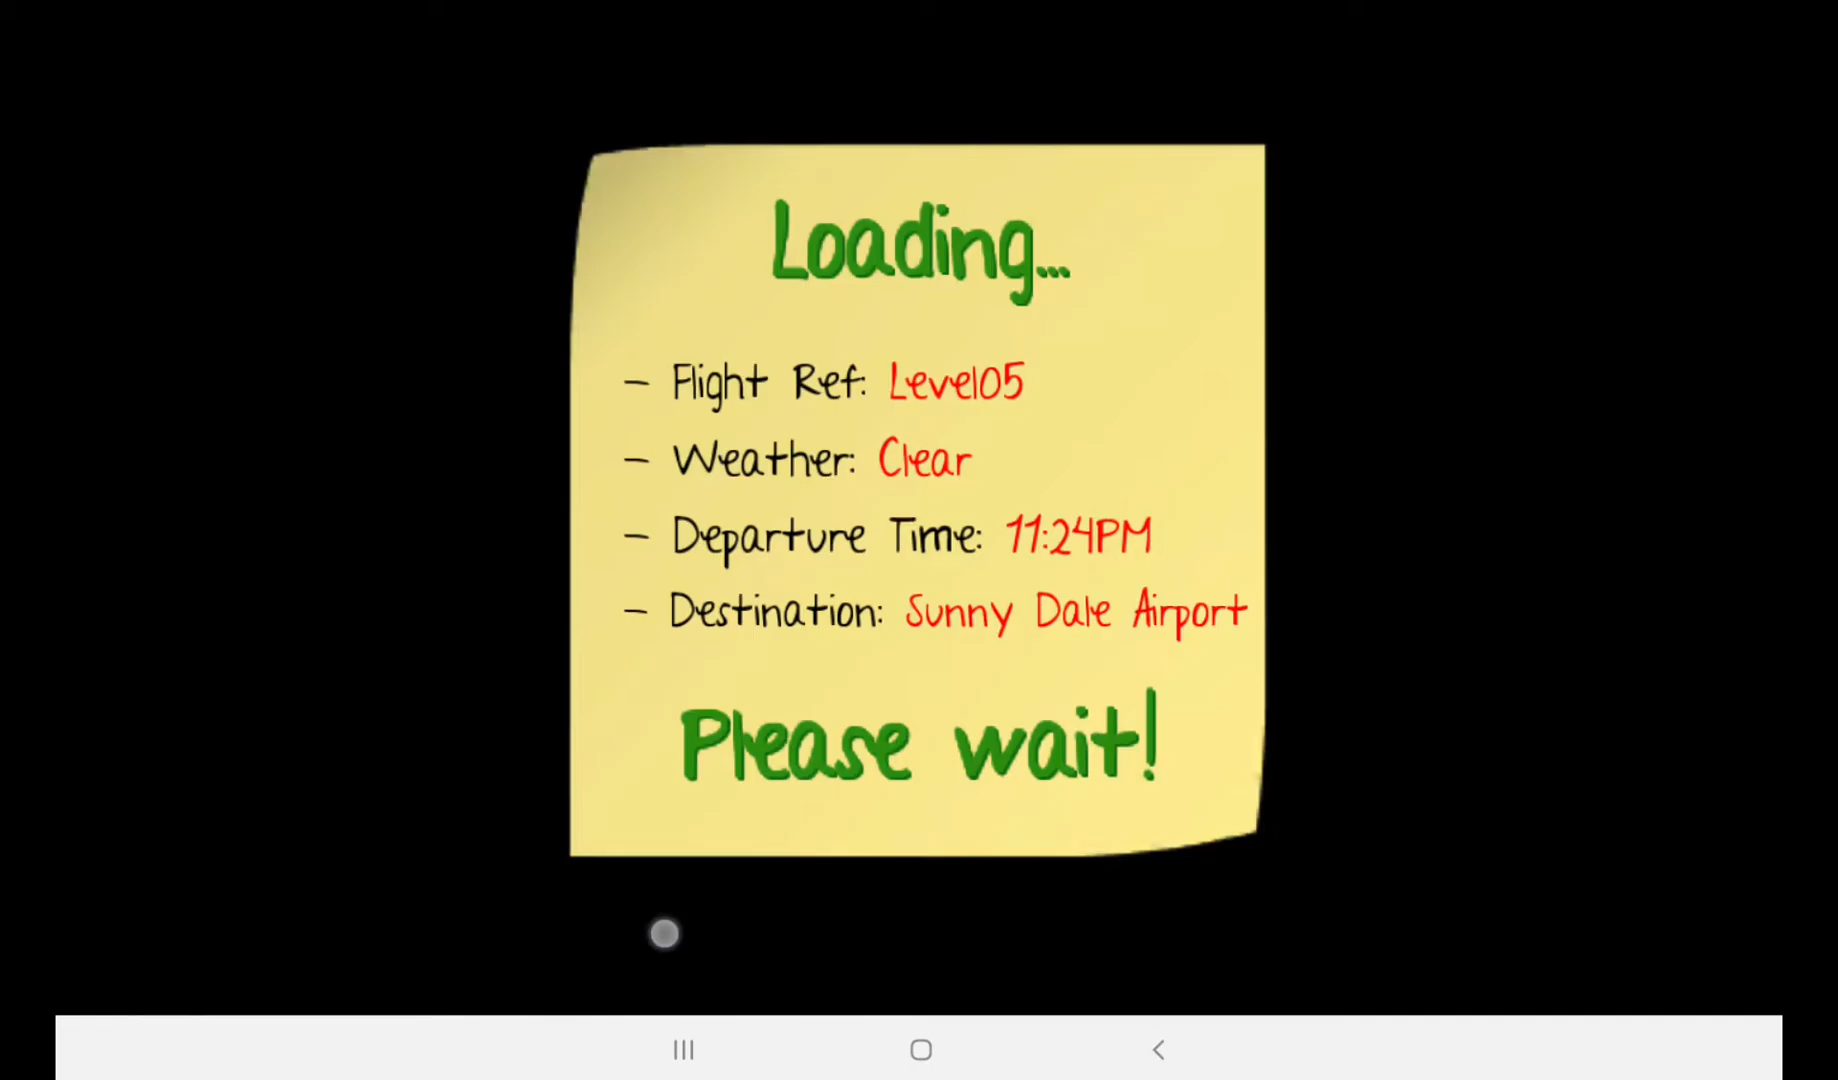 Loading...
- Flight Ref: Level05
- Weather: Clear
- Departure Time: 11:24PM
- Destination: Sunny Dale Airport
Please wait!